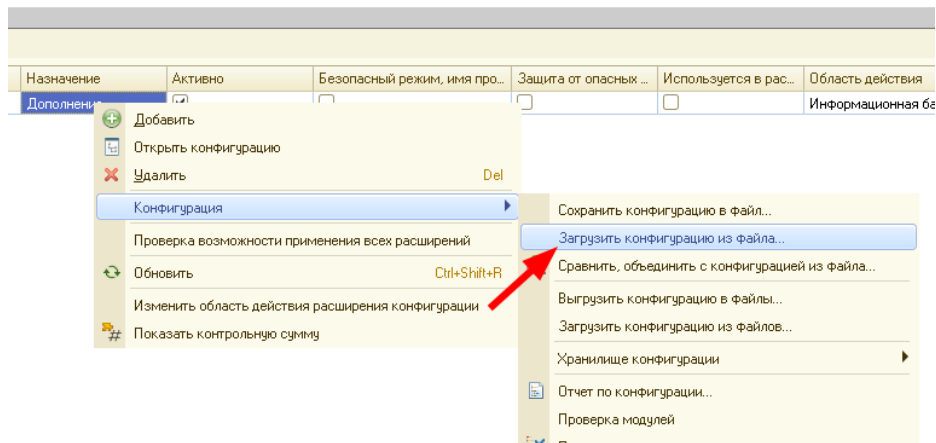 Назначение Активно Безопасный режим, имя про... Защита от опасных ... Используется в рас... Область действия
Дополнение Информационная ба
Добавить
Открыть конфигурацию
Удалить Del
Конфигурация
Проверка возможности применения всех расширений
Обновить Ctrl+Shift+R
Изменить область действия расширения конфигурации
Показать контрольную сумму
Сохранить конфигурацию в файл...
Загрузить конфигурацию из файла...
Сравнить, объединить с конфигурацией из файла...
Выгрузить конфигурацию в файлы...
Загрузить конфигурацию из файлов...
Хранилище конфигурации
Отчет по конфигурации...
Проверка модулей